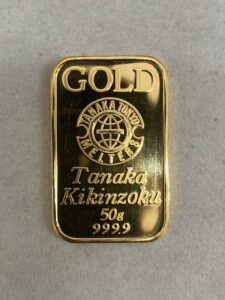 GOLD
TANAKA TOKYO
MELTERS
Tanaka
Kikinzoku
50g
999.9